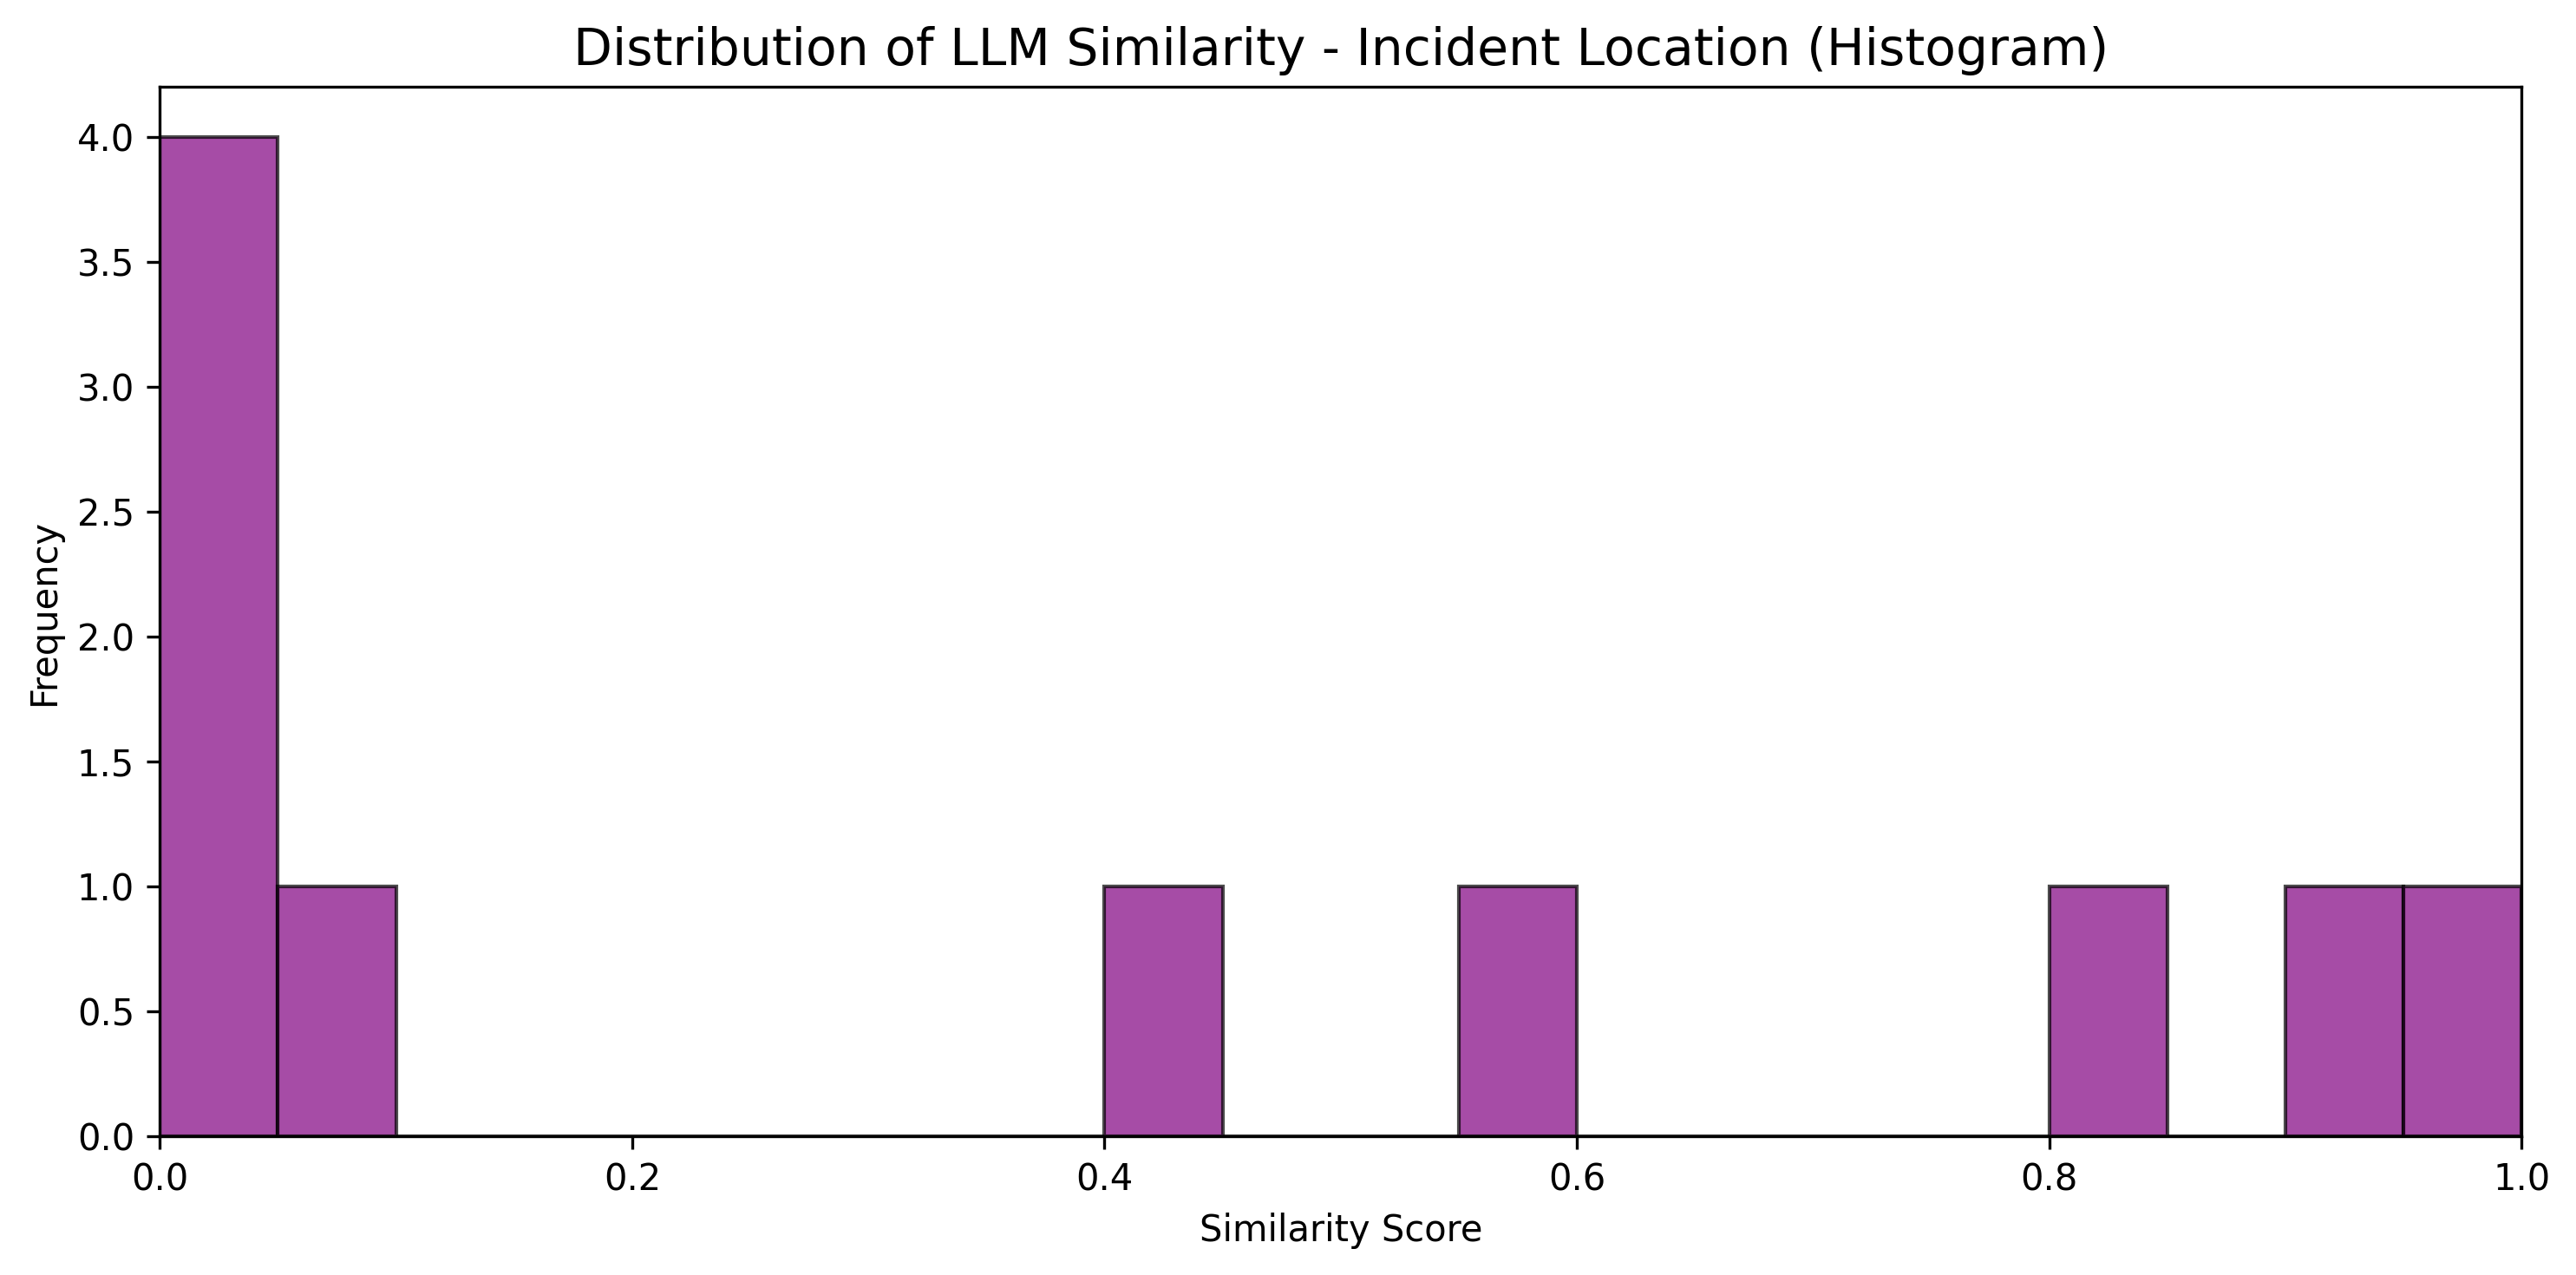 Distribution of LLM Similarity - Incident Location (Histogram)
4.0
3.5
3.0
2.5
2.0
1.5
1.0
0.5
0.0
Frequency
0.0 0.2 0.4 0.6 0.8 1.0
Similarity Score